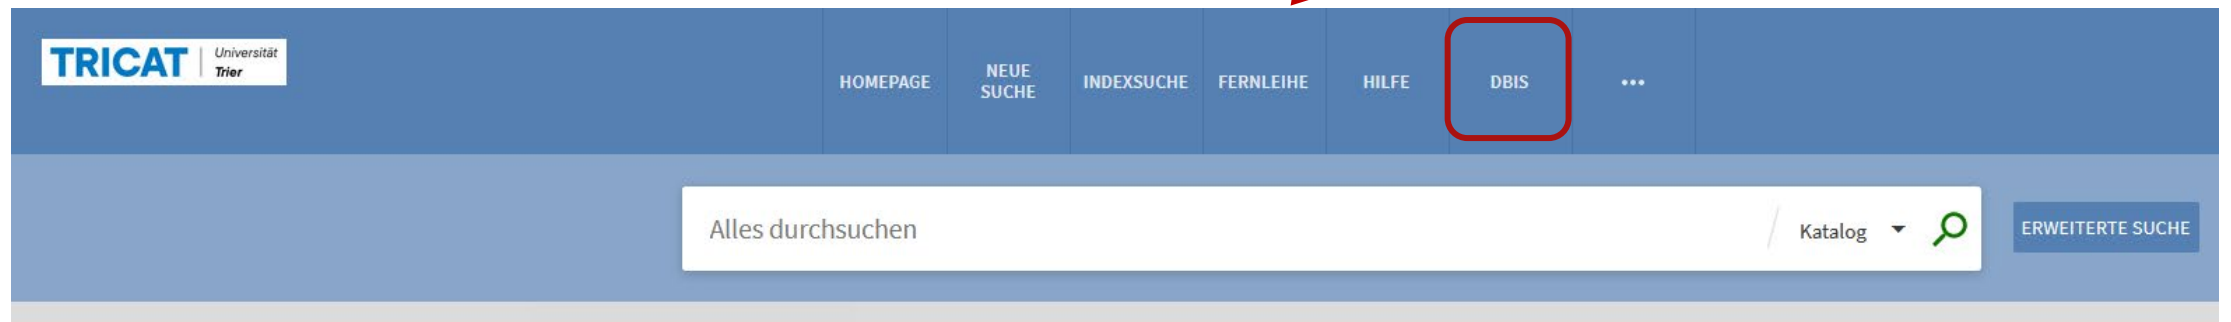 TRICAT | Universität
Trier
HOMEPAGE
NEUE
SUCHE
INDEXSUCHE
FERNLEIHE
HILFE
DBIS
•••
Alles durchsuchen
Katalog
ERWEITERTE SUCHE